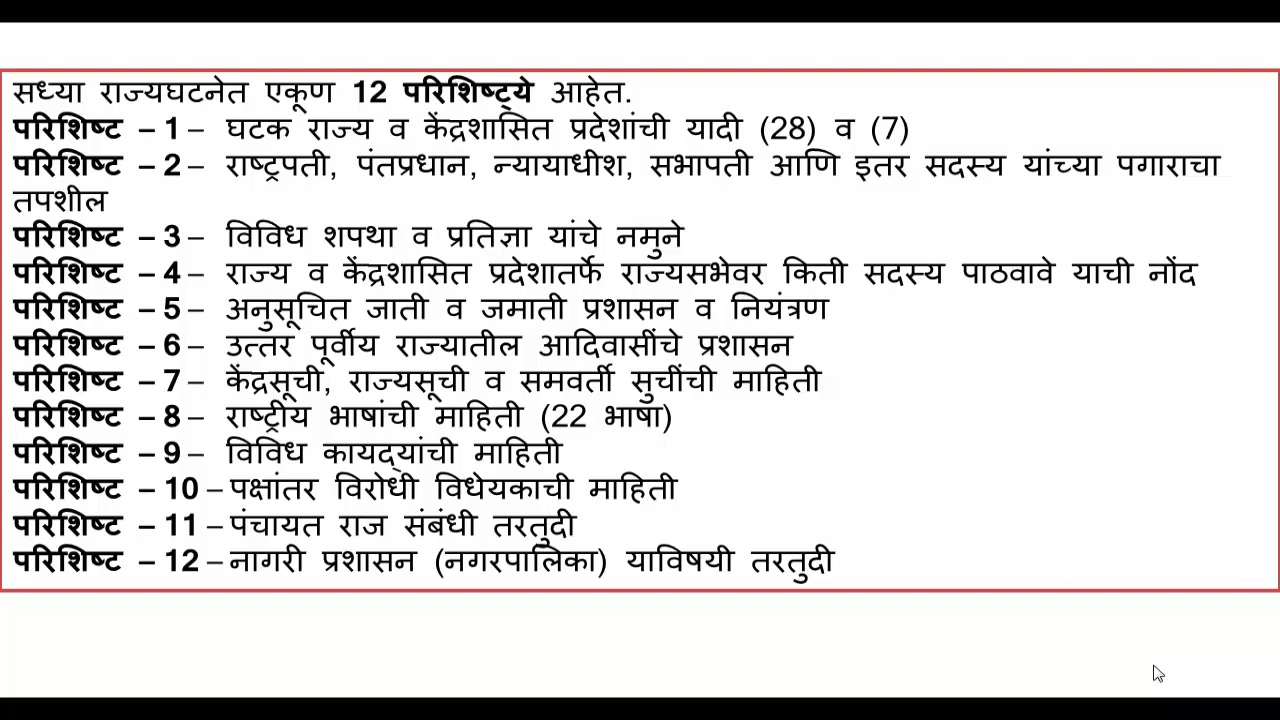 सध्या राज्यघटनेत एकूण 12 परिशिष्ट्ये आहेत.
परिशिष्ट – 1 – घटक राज्य व केंद्रशासित प्रदेशांची यादी (28) व (7)
परिशिष्ट – 2 – राष्ट्रपती, पंतप्रधान, न्यायाधीश, सभापती आणि इतर सदस्य यांच्या पगाराचा
तपशील
परिशिष्ट – 3 – विविध शपथा व प्रतिज्ञा यांचे नमुने
परिशिष्ट – 4 – राज्य व केंद्रशासित प्रदेशातर्फे राज्यसभेवर किती सदस्य पाठवावे याची नोंद
परिशिष्ट – 5 – अनुसूचित जाती व जमाती प्रशासन व नियंत्रण
परिशिष्ट – 6 – उत्तर पूर्वीय राज्यातील आदिवासींचे प्रशासन
परिशिष्ट – 7 – केंद्रसूची, राज्यसूची व समवर्ती सुचींची माहिती
परिशिष्ट – 8 – राष्ट्रीय भाषांची माहिती (22 भाषा)
परिशिष्ट – 9 – विविध कायद्यांची माहिती
परिशिष्ट – 10 – पक्षांतर विरोधी विधेयकाची माहिती
परिशिष्ट – 11 – पंचायत राज संबंधी तरतुदी
परिशिष्ट – 12 – नागरी प्रशासन (नगरपालिका) याविषयी तरतुदी